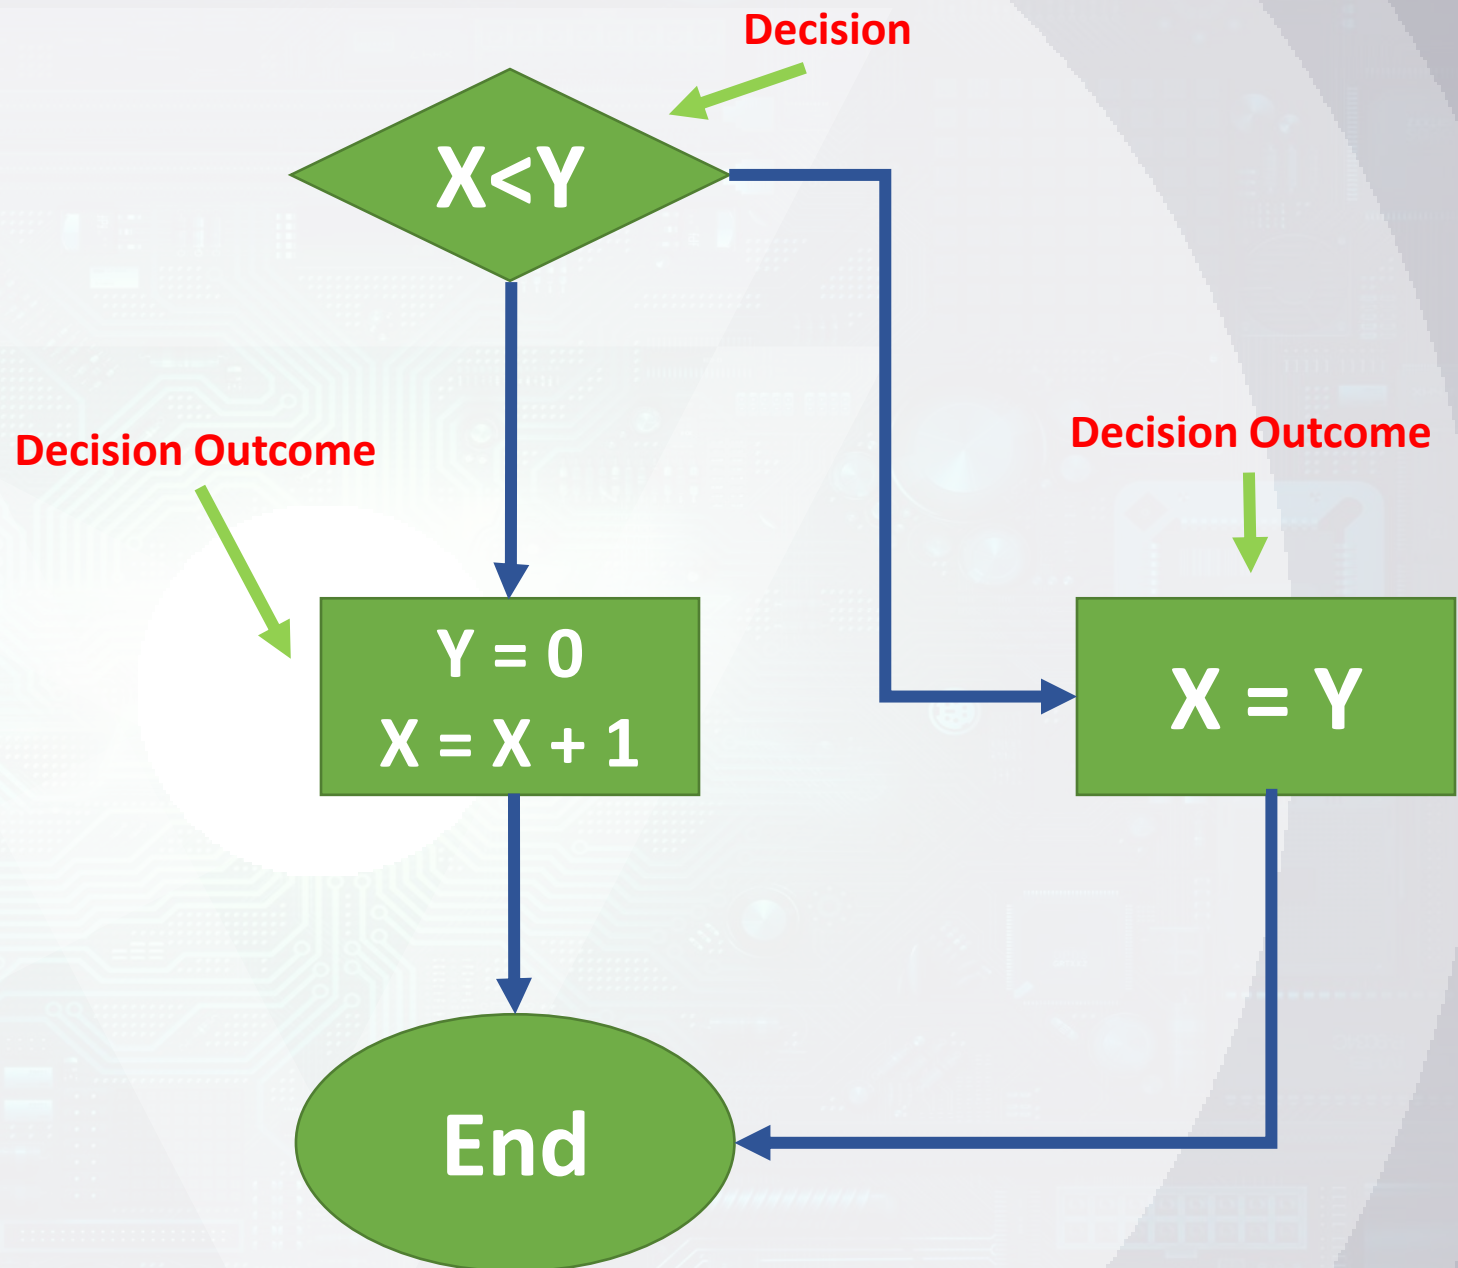 Decision
X<Y
Decision Outcome
Decision Outcome
Y = 0
X = X + 1
X = Y
End